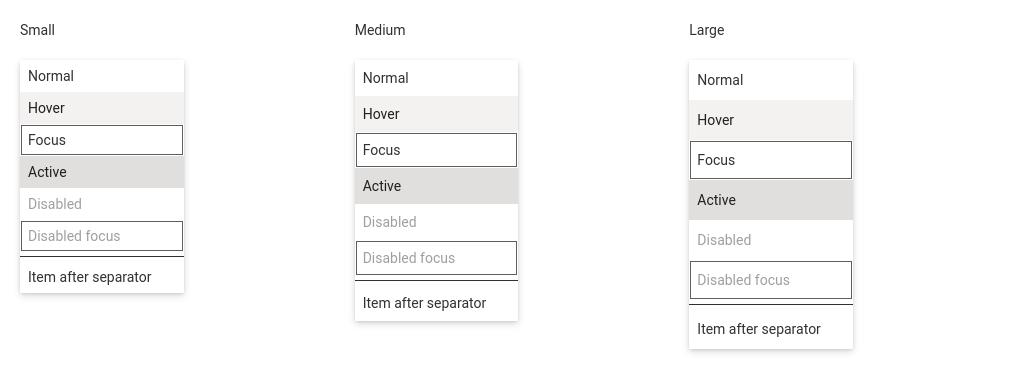 Small
Normal
Hover
Focus
Active
Disabled
Disabled focus
Item after separator
Medium
Normal
Hover
Focus
Active
Disabled
Disabled focus
Item after separator
Large
Normal
Hover
Focus
Active
Disabled
Disabled focus
Item after separator